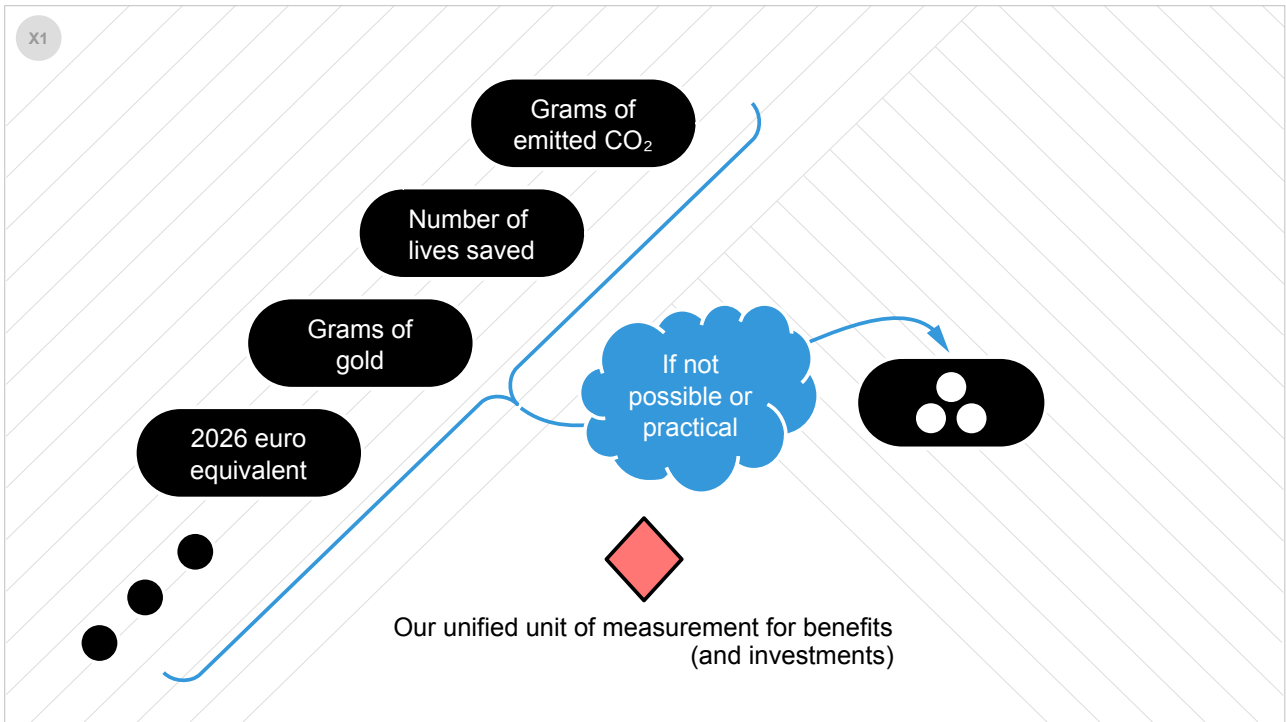 X1
Grams of
emitted CO₂
Number of
lives saved
Grams of
gold
2026 euro
equivalent
If not
possible or
practical
Our unified unit of measurement for benefits
(and investments)